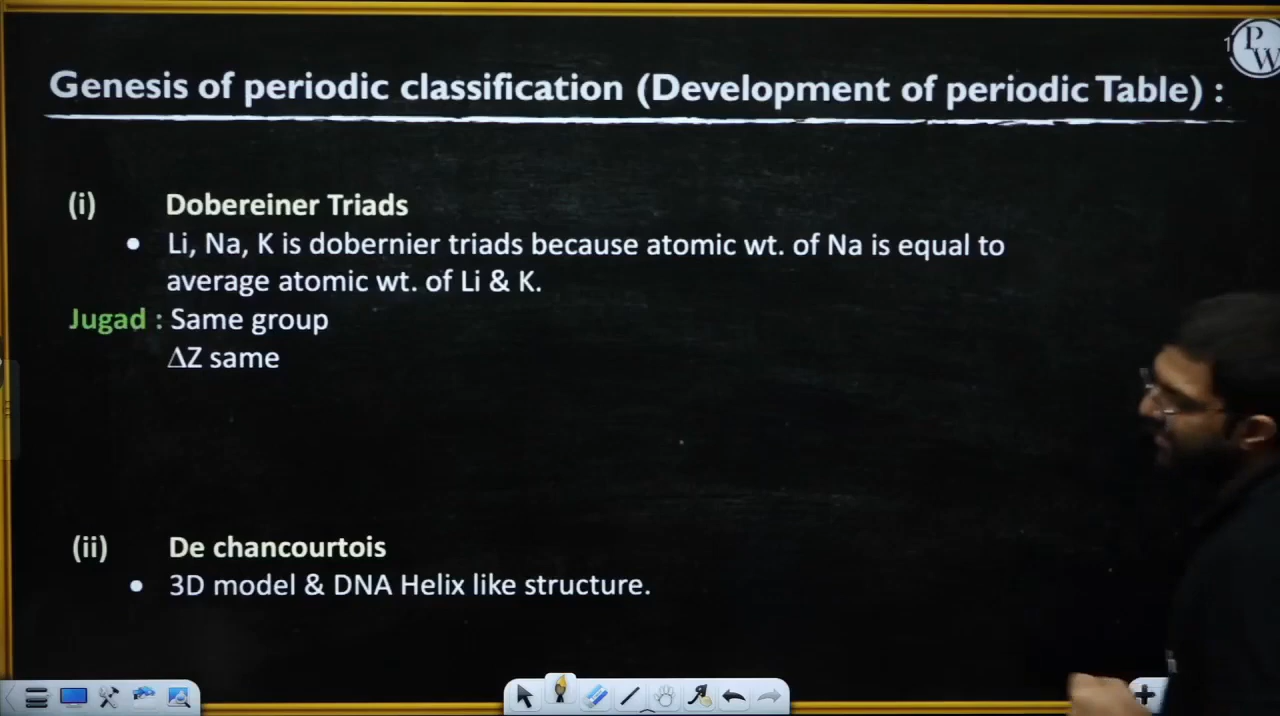 Genesis of periodic classification (Development of periodic Table) :
(i) Dobereiner Triads
• Li, Na, K is dobernier triads because atomic wt. of Na is equal to
average atomic wt. of Li & K.
Jugad : Same group
ΔZ same
(ii) De chancourtois
• 3D model & DNA Helix like structure.
1
PW